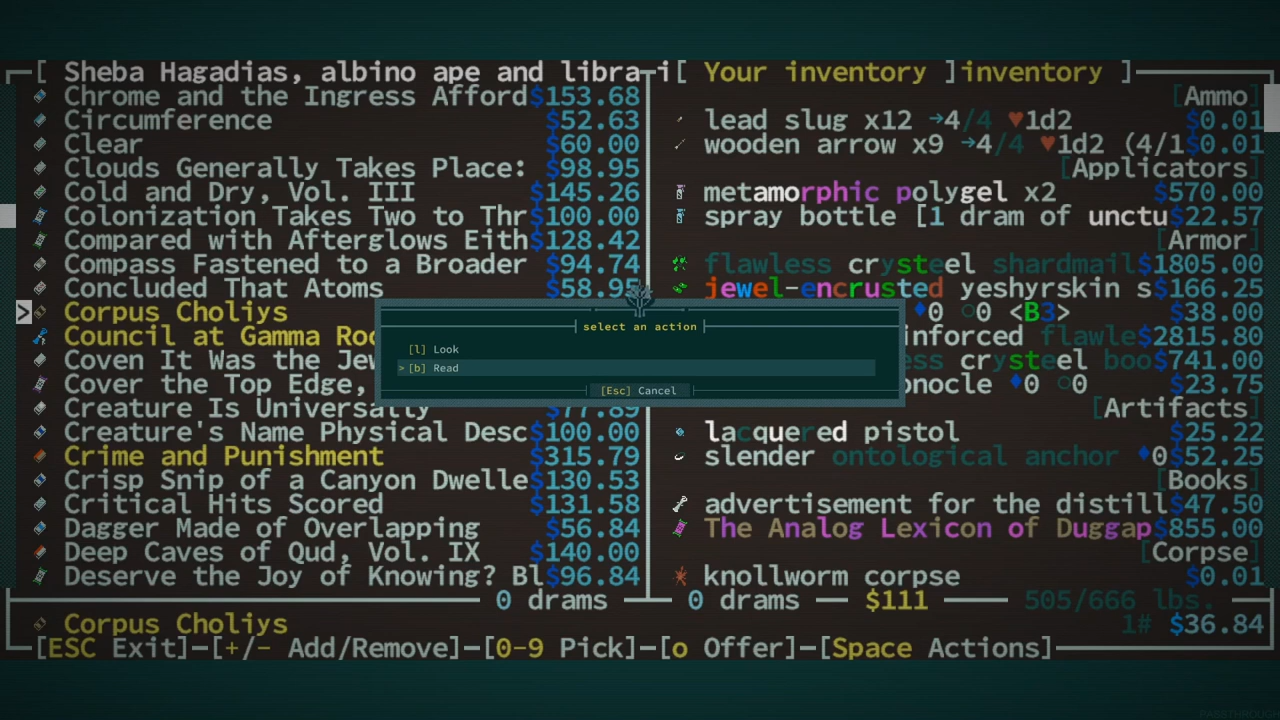 [ Sheba Hagadias, albino ape and libra
Chrome and the Ingress Afford $153.68
Circumference $52.63
Clear $60.00
Clouds Generally Takes Place: $98.95
Cold and Dry, Vol. III $145.26
Colonization Takes Two to Thr $100.00
Compared with Afterglows Eith $128.42
Compass Fastened to a Broader $94.74
Concluded That Atoms $58.95
> Corpus Choliys
Council at Gamma Roc
Coven It Was the Jew
Cover the Top Edge,
Creature Is Universally $77.89
Creature's Name Physical Desc $100.00
Crime and Punishment $315.79
Crisp Snip of a Canyon Dwelle $130.53
Critical Hits Scored $131.58
Dagger Made of Overlapping $56.84
Deep Caves of Qud, Vol. IX $140.00
Deserve the Joy of Knowing? Bl $96.84
0 drams
i[ Your inventory ]inventory ]
[Ammo]
lead slug x12 →4/4 ♥1d2 $0.01
wooden arrow x9 →4/4 ♥1d2 (4/1 $0.01
[Applicators]
metamorphic polygel x2 $570.00
spray bottle [1 dram of unctu $22.57
[Armor]
flawless crysteel shardmail $1805.00
jewel-encrusted yeshyrskin s $166.25
♦0 ○0 <B3> $38.00
inforced flawle $2815.80
ess crysteel boo $741.00
onocle ♦0 ○0 $23.75
[Artifacts]
lacquered pistol $25.22
slender ontological anchor ♦0 $52.25
[Books]
advertisement for the distill $47.50
The Analog Lexicon of Duggap $855.00
[Corpse]
knollworm corpse $0.01
0 drams — $111 — 505/666 lbs.
select an action
[l] Look
> [b] Read
[Esc] Cancel
Corpus Choliys 1# $36.84
[ESC Exit]—[+/- Add/Remove]—[0-9 Pick]—[o Offer]—[Space Actions]